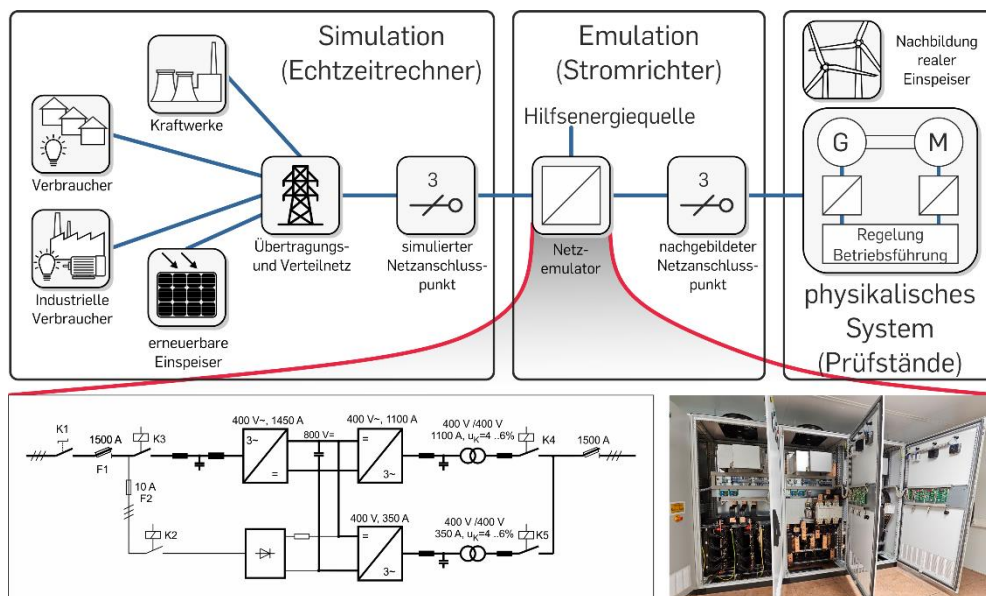 Simulation
(Echtzeitrechner)
Kraftwerke
Verbraucher
Industrielle
Verbraucher
erneuerbare
Einspeiser
Übertragungs-
und Verteilnetz
3
simulierter
Netzanschluss-
punkt
Emulation
(Stromrichter)
Hilfsenergiequelle
Netz-
emulator
3
nachgebildeter
Netzanschluss-
punkt
Nachbildung
realer
Einspeiser
G
M
Regelung
Betriebsführung
physikalisches
System
(Prüfstände)
K1
1500 A
F1
K3
10 A
F2
K2
400 V~, 1450 A
3~
=
800 V=
400 V~, 1100 A
=
3~
400 V /400 V
1100 A, uK=4 ..6%
K4
1500 A
400 V, 350 A
=
3~
400 V /400 V
350 A, uK=4 ..6%
K5